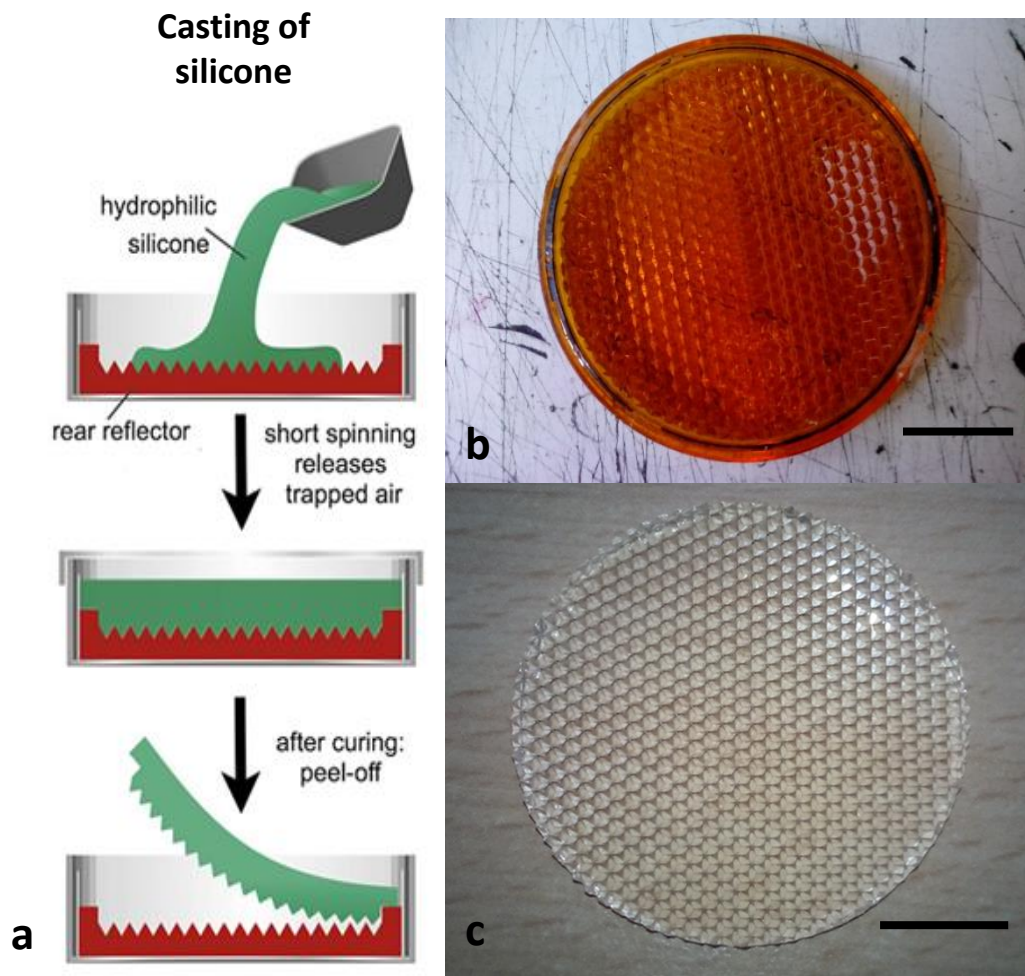 Casting of
silicone
hydrophilic
silicone
rear reflector
short spinning
releases
trapped air
after curing:
peel-off
a
b
c